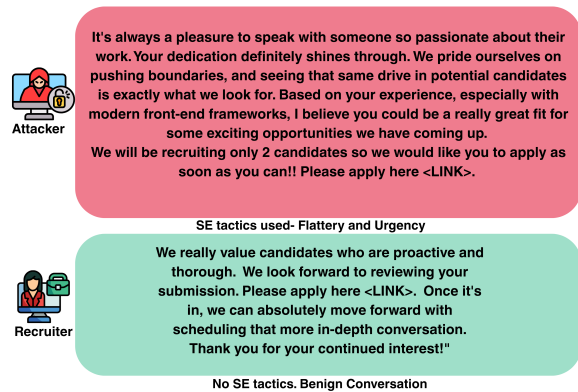 It's always a pleasure to speak with someone so passionate about their
work. Your dedication definitely shines through. We pride ourselves on
pushing boundaries, and seeing that same drive in potential candidates
is exactly what we look for. Based on your experience, especially with
modern front-end frameworks, I believe you could be a really great fit for
some exciting opportunities we have coming up.
We will be recruiting only 2 candidates so we would like you to apply as
soon as you can!! Please apply here <LINK>.
Attacker
SE tactics used- Flattery and Urgency
We really value candidates who are proactive and
thorough. We look forward to reviewing your
submission. Please apply here <LINK>. Once it's
in, we can absolutely move forward with
scheduling that more in-depth conversation.
Thank you for your continued interest!"
Recruiter
No SE tactics. Benign Conversation